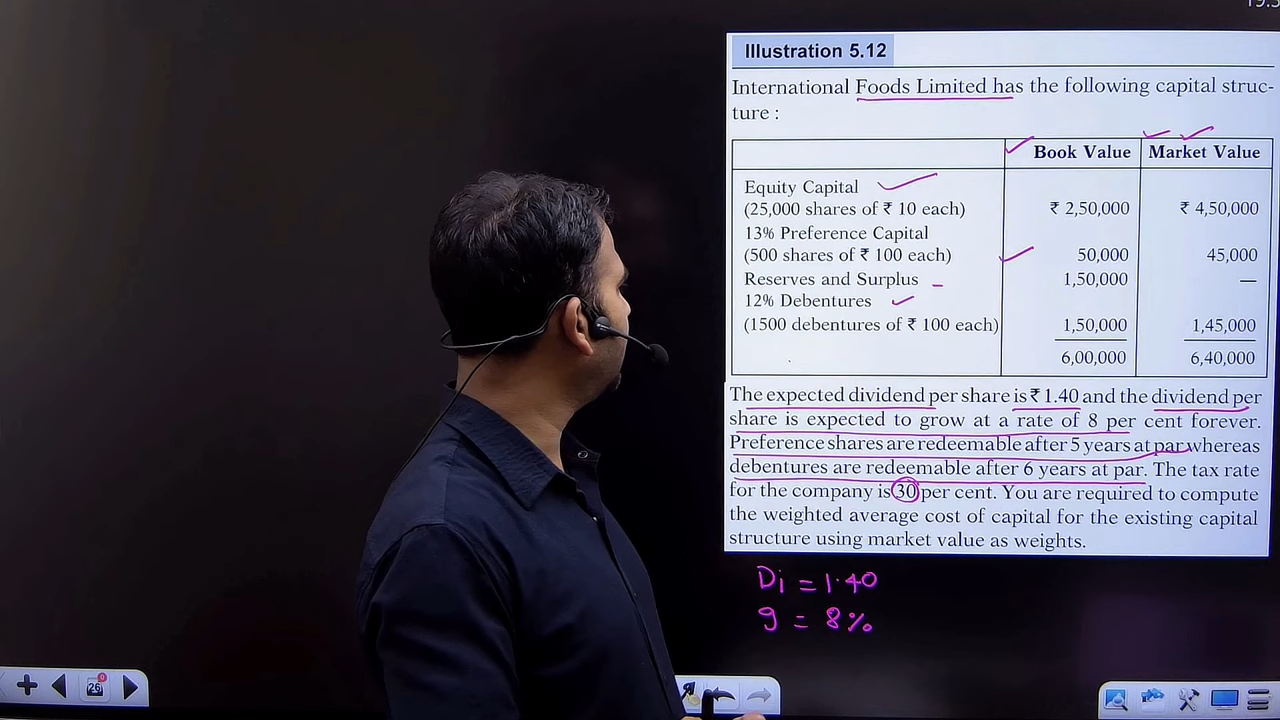 Illustration 5.12
International Foods Limited has the following capital struc-
ture :
Book Value Market Value
Equity Capital
(25,000 shares of ₹ 10 each) ₹ 2,50,000 ₹ 4,50,000
13% Preference Capital
(500 shares of ₹ 100 each) 50,000 45,000
Reserves and Surplus 1,50,000 —
12% Debentures
(1500 debentures of ₹ 100 each) 1,50,000 1,45,000
6,00,000 6,40,000
The expected dividend per share is ₹ 1.40 and the dividend per
share is expected to grow at a rate of 8 per cent forever.
Preference shares are redeemable after 5 years at par whereas
debentures are redeemable after 6 years at par. The tax rate
for the company is 30 per cent. You are required to compute
the weighted average cost of capital for the existing capital
structure using market value as weights.
D1 = 1.40
g = 8%
26